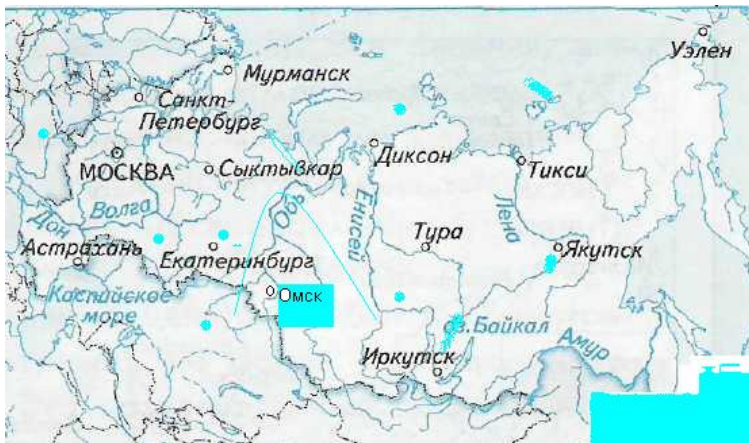 Уэлен
Мурманск
Санкт-
Петербург
Диксон
МОСКВА
Сыктывкар
Тикси
Обь
Енисей
Лена
Волга
Дон
Тура
Якутск
Астрахань
Екатеринбург
Омск
Каспийское
море
оз.Байкал
Амур
Иркутск